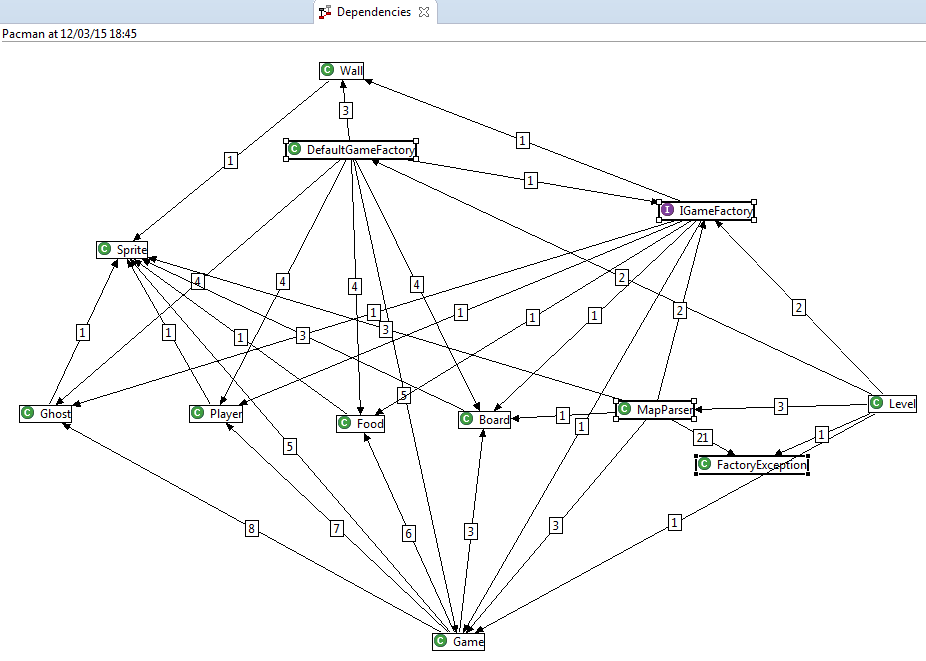 Dependencies
Pacman at 12/03/15 18:45
C Wall
3
1
1
C DefaultGameFactory
1
I IGameFactory
C Sprite
4
4
4
4
2
1
3
1
1
1
2
2
1
1
1
3
5
C Ghost
C Player
C Food
C Board
1
1
C MapParser
3
C Level
5
21
1
C FactoryException
8
7
6
3
3
1
C Game